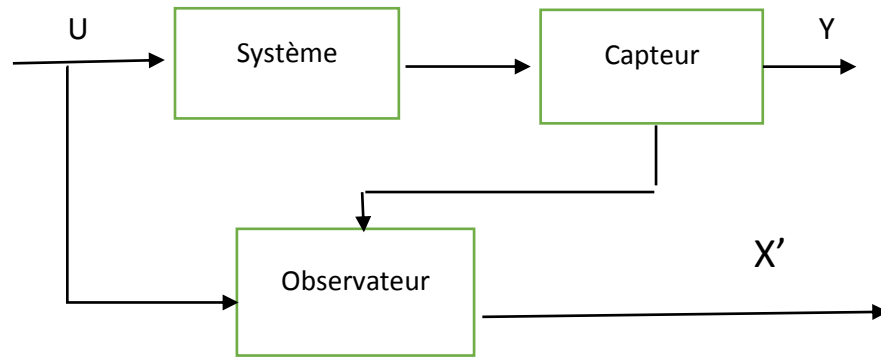 U
Système
Capteur
Y
Observateur
X’